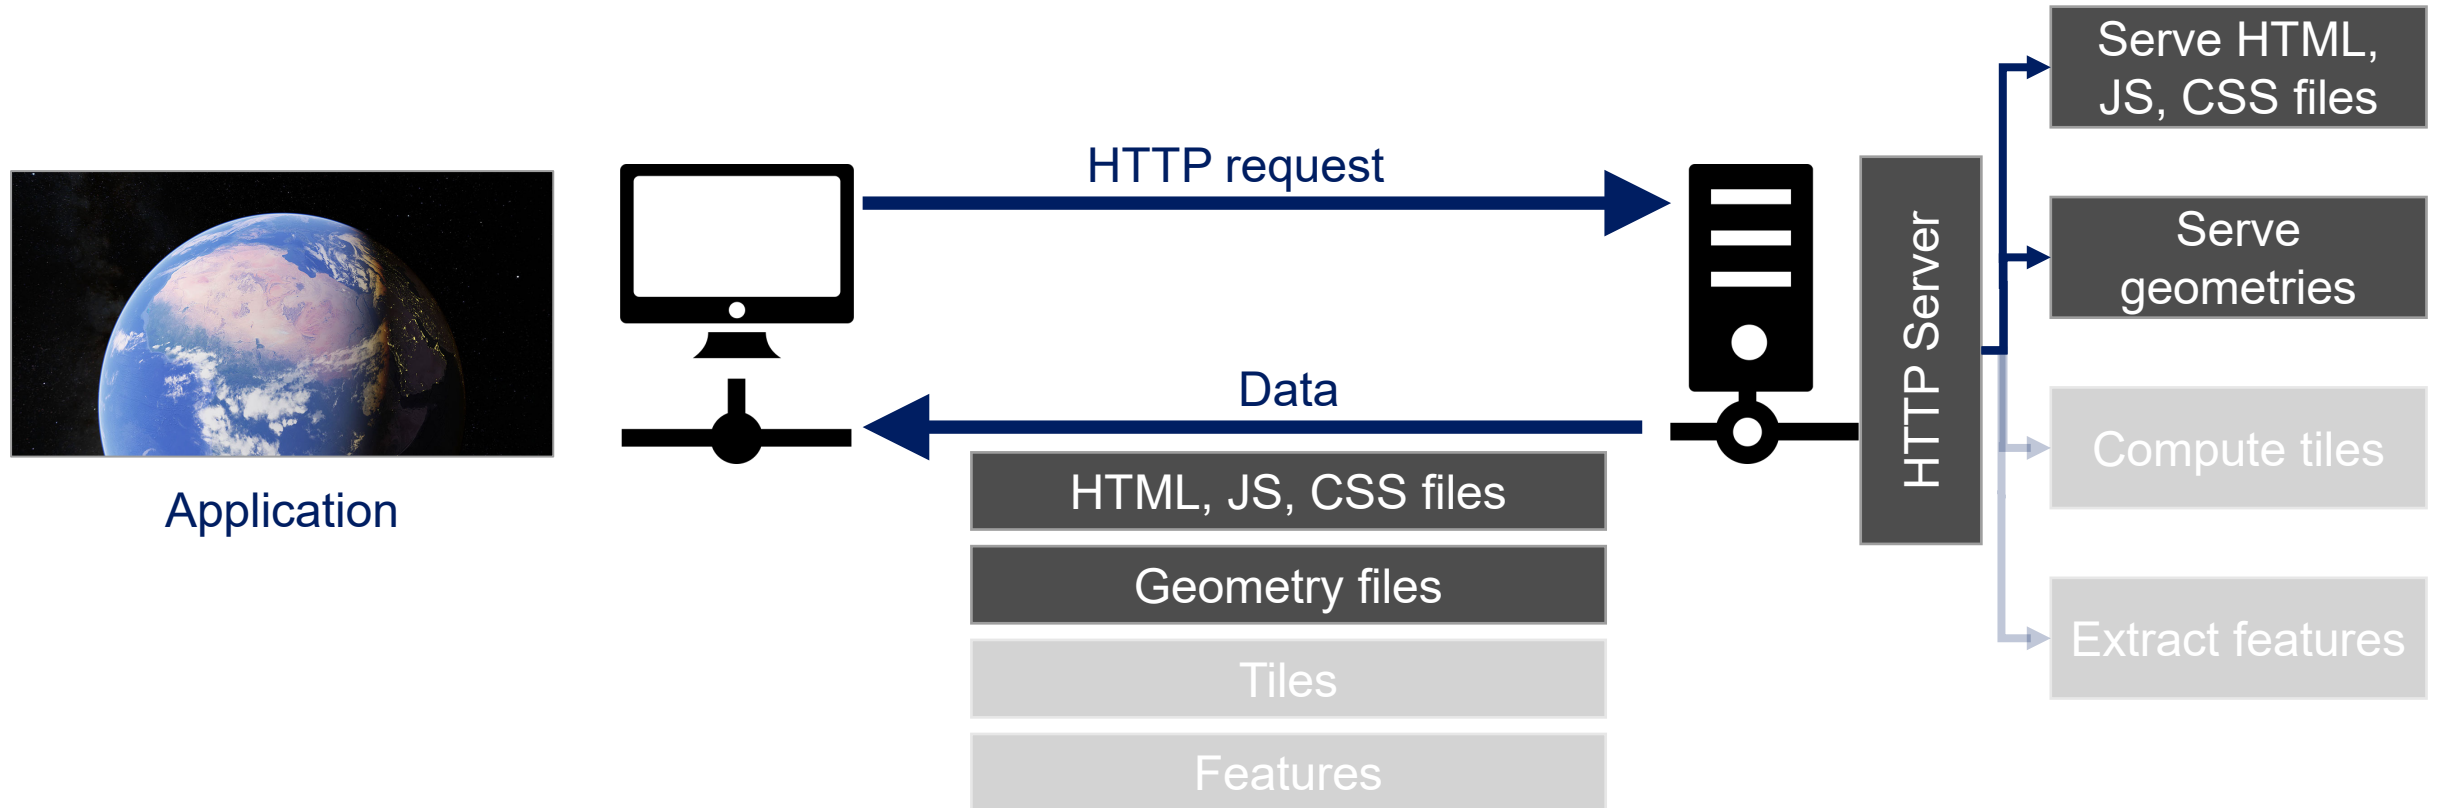 Application
HTTP request
Data
HTML, JS, CSS files
Geometry files
Tiles
Features
HTTP Server
Serve HTML,
JS, CSS files
Serve
geometries
Compute tiles
Extract features